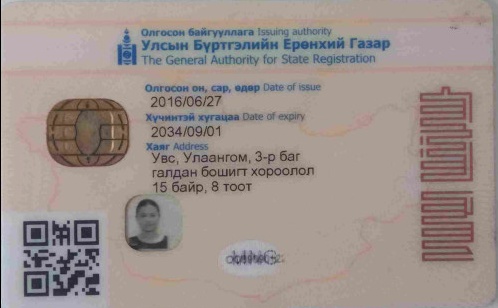 Олгосон байгууллага Issuing authority
Улсын Бүртгэлийн Ерөнхий Газар
The General Authority for State Registration
Олгосон он, сар, өдөр Date of issue
2016/06/27
Хүчинтэй хугацаа Date of expiry
2034/09/01
Хаяг Address
Увс, Улаангом, 3-р баг
галдан бошигт хороолол
15 байр, 8 тоот